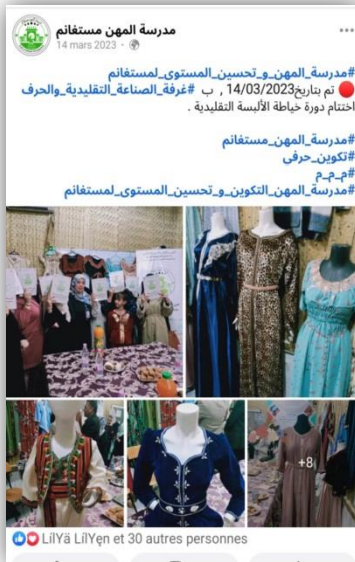 مدرسة المهن مستغانم
14 mars 2023 ·
#مدرسة_المهن_و_تحسين_المستوى_لمستغانم
🔴 تم بتاريخ14/03/2023 , ب #غرفة_الصناعة_التقليدية_والحرف
اختتام دورة خياطة الألبسة التقليدية .
#مدرسة_المهن_مستغانم
#تكوين_حرفي
#م_م_م
#مدرسة_المهن_التكوين_و_تحسين_المستوى_لمستغانم
+8
LilYä LilYęn et 30 autres personnes